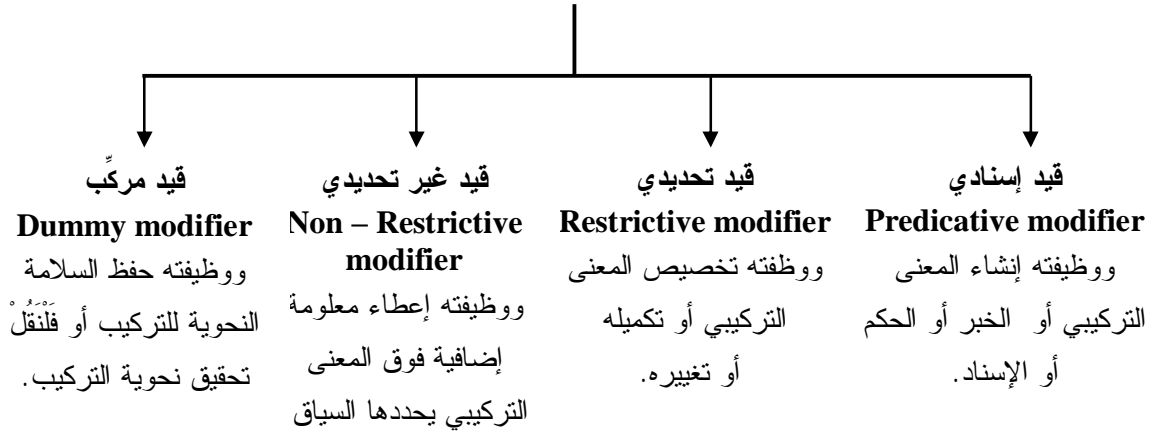 قيد إسنادي
Predicative modifier
ووظيفته إنشاء المعنى
التركيبي أو الخبر أو الحكم
أو الإسناد.
قيد تحديدي
Restrictive modifier
ووظفته تخصيص المعنى
التركيبي أو تكميله
أو تغييره.
قيد غير تحديدي
Non – Restrictive
modifier
ووظيفته إعطاء معلومة
إضافية فوق المعنى
التركيبي يحددها السياق
قيد مركِّب
Dummy modifier
ووظيفته حفظ السلامة
النحوية للتركيب أو فَلْنَقُلْ
تحقيق نحوية التركيب.